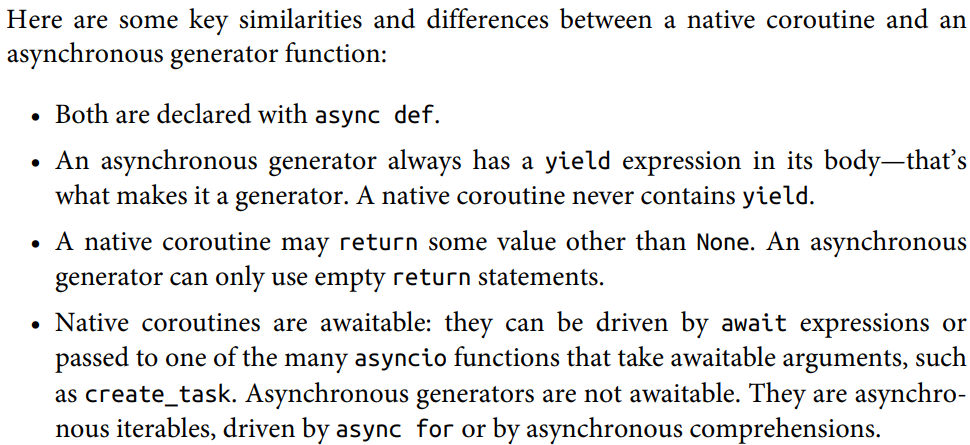 Here are some key similarities and differences between a native coroutine and an
asynchronous generator function:
• Both are declared with async def.
• An asynchronous generator always has a yield expression in its body—that’s
what makes it a generator. A native coroutine never contains yield.
• A native coroutine may return some value other than None. An asynchronous
generator can only use empty return statements.
• Native coroutines are awaitable: they can be driven by await expressions or
passed to one of the many asyncio functions that take awaitable arguments, such
as create_task. Asynchronous generators are not awaitable. They are asynchro-
nous iterables, driven by async for or by asynchronous comprehensions.